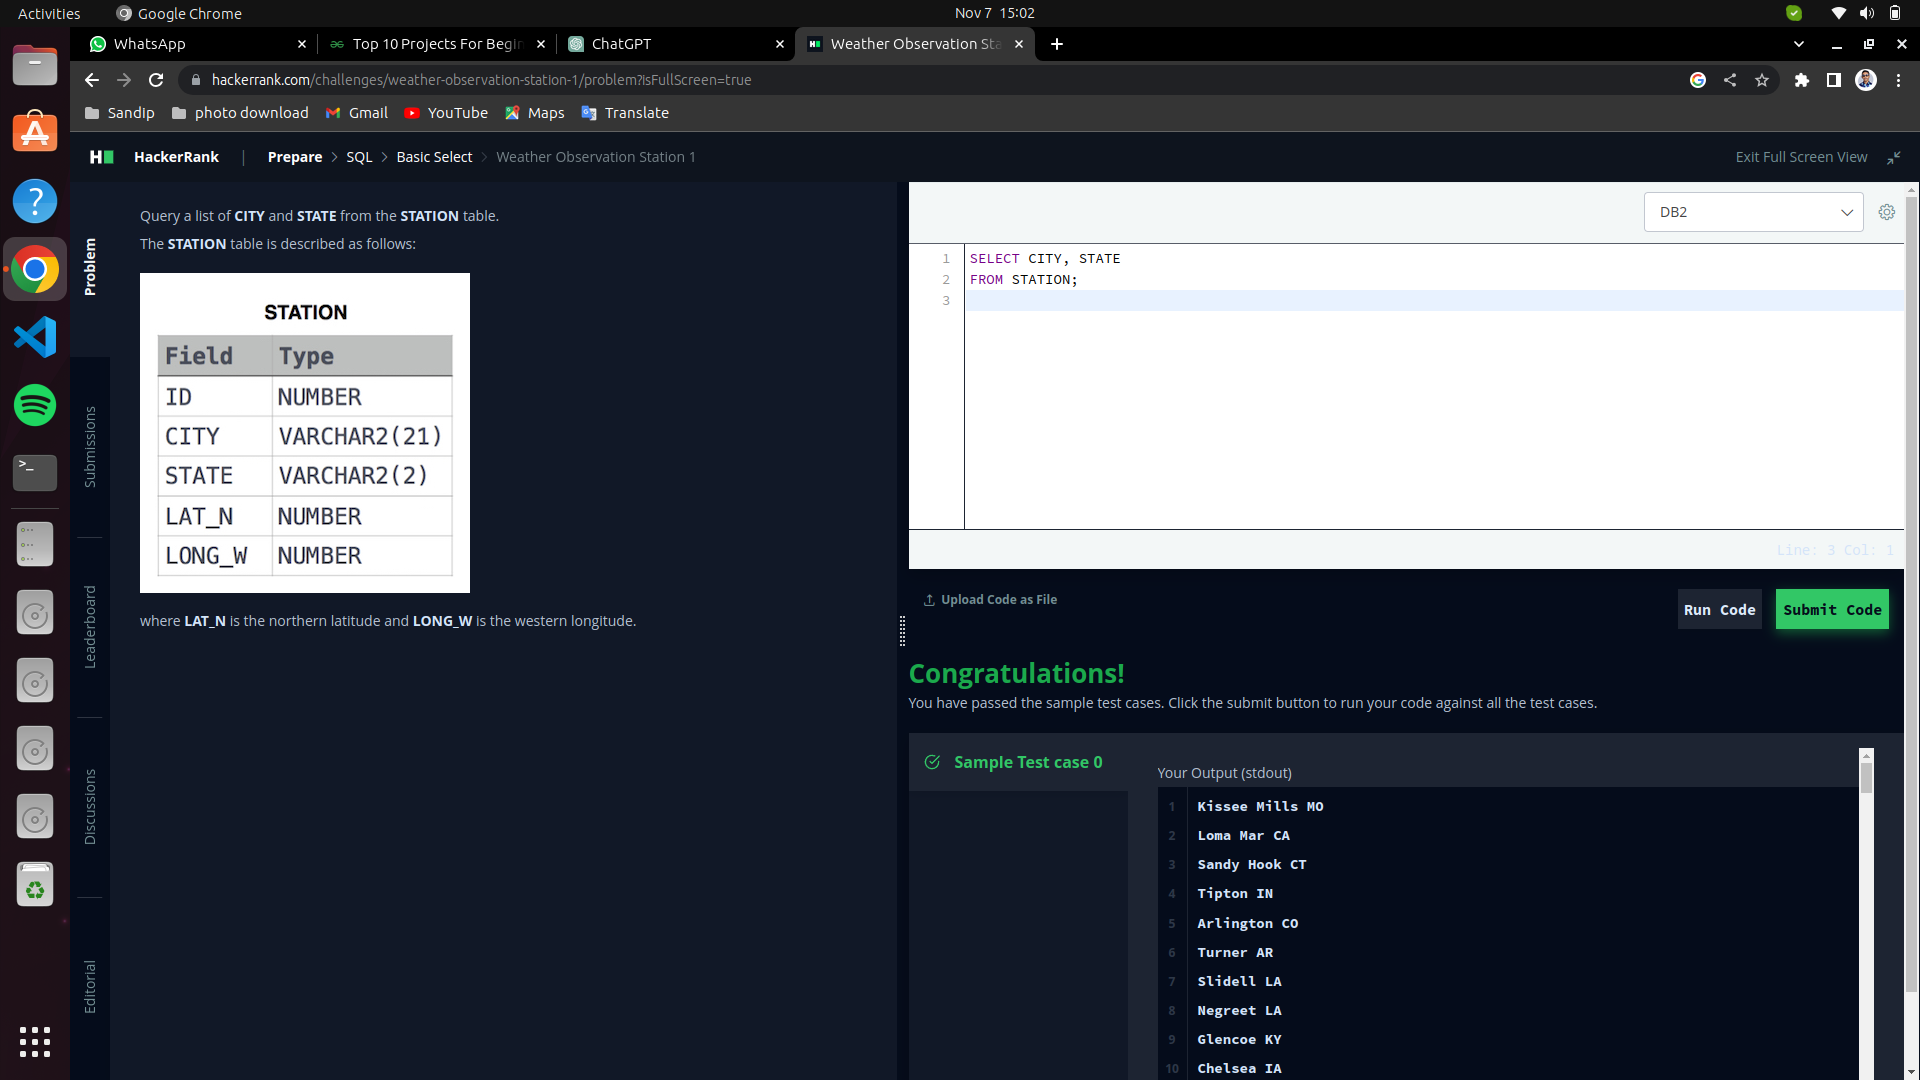 Activities
Google Chrome
Nov 7 15:02
WhatsApp
Top 10 Projects For Begin
ChatGPT
Weather Observation Sta
hackerrank.com/challenges/weather-observation-station-1/problem?isFullScreen=true
Sandip
photo download
Gmail
YouTube
Maps
Translate
HackerRank
Prepare > SQL > Basic Select > Weather Observation Station 1
Exit Full Screen View
Problem
Submissions
Leaderboard
Discussions
Editorial
Query a list of CITY and STATE from the STATION table.
The STATION table is described as follows:
STATION
Field Type
ID NUMBER
CITY VARCHAR2(21)
STATE VARCHAR2(2)
LAT_N NUMBER
LONG_W NUMBER
where LAT_N is the northern latitude and LONG_W is the western longitude.
DB2
1 SELECT CITY, STATE
2 FROM STATION;
3
Line: 3 Col: 1
Upload Code as File
Run Code
Submit Code
Congratulations!
You have passed the sample test cases. Click the submit button to run your code against all the test cases.
Sample Test case 0
Your Output (stdout)
1 Kissee Mills MO
2 Loma Mar CA
3 Sandy Hook CT
4 Tipton IN
5 Arlington CO
6 Turner AR
7 Slidell LA
8 Negreet LA
9 Glencoe KY
10 Chelsea IA